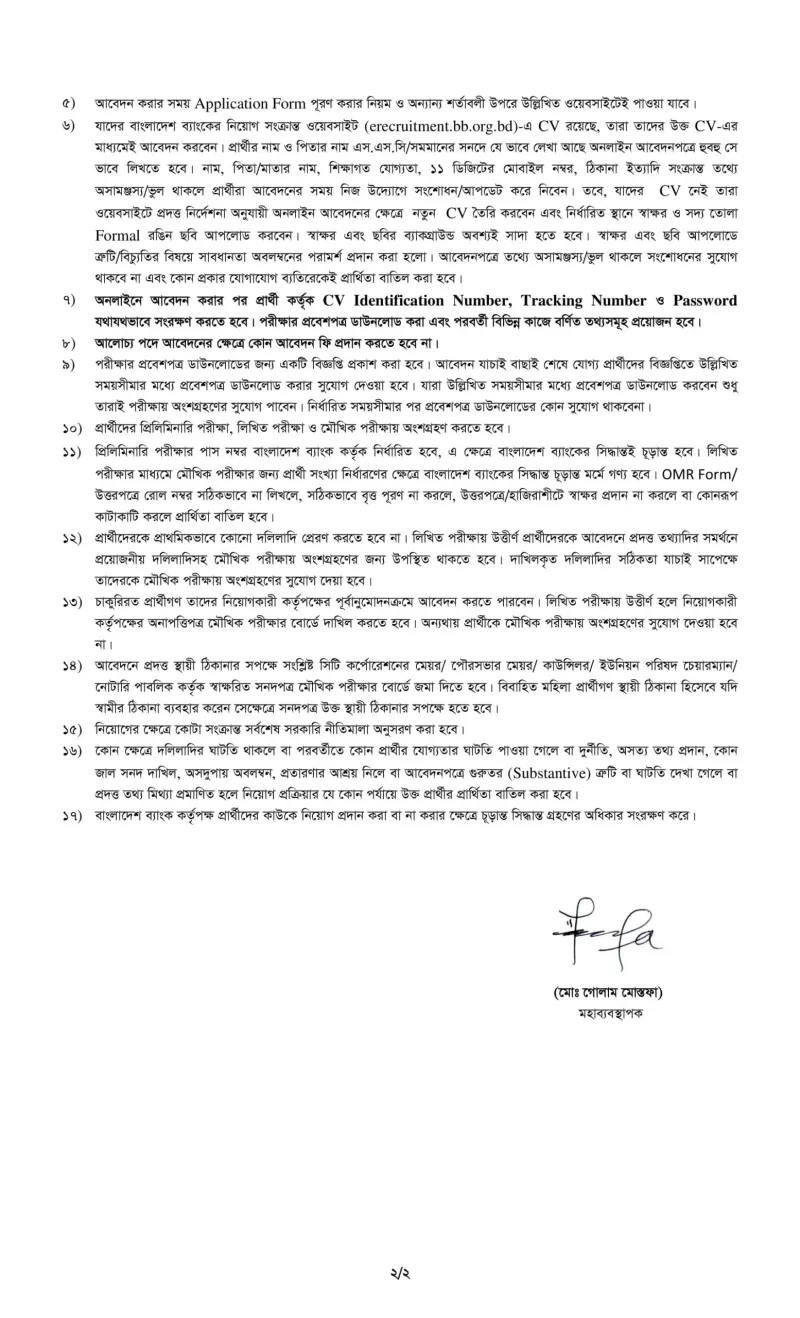 ৫) আবেদন করার সময় Application Form পূরণ করার নিয়ম ও অন্যান্য শর্তাবলী উপরে উল্লিখিত ওয়েবসাইটেই পাওয়া যাবে।
৬) যাদের বাংলাদেশ ব্যাংকের নিয়োগ সংক্রান্ত ওয়েবসাইট (erecruitment.bb.org.bd)-এ CV রয়েছে, তারা তাদের উক্ত CV-এর
মাধ্যমেই আবেদন করবেন। প্রার্থীর নাম ও পিতার নাম এস.এস.সি/সমমানের সনদে যে ভাবে লেখা আছে অনলাইন আবেদনপত্রে হুবহু সে
ভাবে লিখতে হবে। নাম, পিতা/মাতার নাম, শিক্ষাগত যোগ্যতা, ১১ ডিজিটের মোবাইল নম্বর, ঠিকানা ইত্যাদি সংক্রান্ত তথ্যে
অসামঞ্জস্য/ভুল থাকলে প্রার্থীরা আবেদনের সময় নিজ উদ্যোগে সংশোধন/আপডেট করে নিবেন। তবে, যাদের CV নেই তারা
ওয়েবসাইটে প্রদত্ত নির্দেশনা অনুযায়ী অনলাইন আবেদনের ক্ষেত্রে নতুন CV তৈরি করবেন এবং নির্ধারিত স্থানে স্বাক্ষর ও সদ্য তোলা
Formal রঙিন ছবি আপলোড করবেন। স্বাক্ষর এবং ছবির ব্যাকগ্রাউন্ড অবশ্যই সাদা হতে হবে। স্বাক্ষর এবং ছবি আপলোডে
ত্রুটি/বিচ্যুতির বিষয়ে সাবধানতা অবলম্বনের পরামর্শ প্রদান করা হলো। আবেদনপত্রে তথ্যে অসামঞ্জস্য/ভুল থাকলে সংশোধনের সুযোগ
থাকবে না এবং কোন প্রকার যোগাযোগ ব্যতিরেকেই প্রার্থিতা বাতিল করা হবে।
৭) অনলাইনে আবেদন করার পর প্রার্থী কর্তৃক CV Identification Number, Tracking Number ও Password
যথাযথভাবে সংরক্ষণ করতে হবে। পরীক্ষার প্রবেশপত্র ডাউনলোড করা এবং পরবর্তী বিভিন্ন কাজে বর্ণিত তথ্যসমূহ প্রয়োজন হবে।
৮) আলোচ্য পদে আবেদনের ক্ষেত্রে কোন আবেদন ফি প্রদান করতে হবে না।
৯) পরীক্ষার প্রবেশপত্র ডাউনলোডের জন্য একটি বিজ্ঞপ্তি প্রকাশ করা হবে। আবেদন যাচাই বাছাই শেষে যোগ্য প্রার্থীদের বিজ্ঞপ্তিতে উল্লিখিত
সময়সীমার মধ্যে প্রবেশপত্র ডাউনলোড করার সুযোগ দেওয়া হবে। যারা উল্লিখিত সময়সীমার মধ্যে প্রবেশপত্র ডাউনলোড করবেন শুধু
তারাই পরীক্ষায় অংশগ্রহণের সুযোগ পাবেন। নির্ধারিত সময়সীমার পর প্রবেশপত্র ডাউনলোডের কোন সুযোগ থাকবেনা।
১০) প্রার্থীদের প্রিলিমিনারি পরীক্ষা, লিখিত পরীক্ষা ও মৌখিক পরীক্ষায় অংশগ্রহণ করতে হবে।
১১) প্রিলিমিনারি পরীক্ষার পাস নম্বর বাংলাদেশ ব্যাংক কর্তৃক নির্ধারিত হবে, এ ক্ষেত্রে বাংলাদেশ ব্যাংকের সিদ্ধান্তই চূড়ান্ত হবে। লিখিত
পরীক্ষার মাধ্যমে মৌখিক পরীক্ষার জন্য প্রার্থী সংখ্যা নির্ধারণের ক্ষেত্রে বাংলাদেশ ব্যাংকের সিদ্ধান্ত চূড়ান্ত মর্মে গণ্য হবে। OMR Form/
উত্তরপত্রে রোল নম্বর সঠিকভাবে না লিখলে, সঠিকভাবে বৃত্ত পূরণ না করলে, উত্তরপত্রে/হাজিরাশীটে স্বাক্ষর প্রদান না করলে বা কোনরূপ
কাটাকাটি করলে প্রার্থিতা বাতিল হবে।
১২) প্রার্থীদেরকে প্রাথমিকভাবে কোনো দলিলাদি প্রেরণ করতে হবে না। লিখিত পরীক্ষায় উত্তীর্ণ প্রার্থীদেরকে আবেদনে প্রদত্ত তথ্যাদির সমর্থনে
প্রয়োজনীয় দলিলাদিসহ মৌখিক পরীক্ষায় অংশগ্রহণের জন্য উপস্থিত থাকতে হবে। দাখিলকৃত দলিলাদির সঠিকতা যাচাই সাপেক্ষে
তাদেরকে মৌখিক পরীক্ষায় অংশগ্রহণের সুযোগ দেয়া হবে।
১৩) চাকুরিরত প্রার্থীগণ তাদের নিয়োগকারী কর্তৃপক্ষের পূর্বানুমোদনক্রমে আবেদন করতে পারবেন। লিখিত পরীক্ষায় উত্তীর্ণ হলে নিয়োগকারী
কর্তৃপক্ষের অনাপত্তিপত্র মৌখিক পরীক্ষার বোর্ডে দাখিল করতে হবে। অন্যথায় প্রার্থীকে মৌখিক পরীক্ষায় অংশগ্রহণের সুযোগ দেওয়া হবে
না।
১৪) আবেদনে প্রদত্ত স্থায়ী ঠিকানার সপক্ষে সংশ্লিষ্ট সিটি কর্পোরেশনের মেয়র/ পৌরসভার মেয়র/ কাউন্সিলর/ ইউনিয়ন পরিষদ চেয়ারম্যান/
নোটারি পাবলিক কর্তৃক স্বাক্ষরিত সনদপত্র মৌখিক পরীক্ষার বোর্ডে জমা দিতে হবে। বিবাহিত মহিলা প্রার্থীগণ স্থায়ী ঠিকানা হিসেবে যদি
স্বামীর ঠিকানা ব্যবহার করেন সেক্ষেত্রে সনদপত্র উক্ত স্থায়ী ঠিকানার সপক্ষে হতে হবে।
১৫) নিয়োগের ক্ষেত্রে কোটা সংক্রান্ত সর্বশেষ সরকারি নীতিমালা অনুসরণ করা হবে।
১৬) কোন ক্ষেত্রে দলিলাদির ঘাটতি থাকলে বা পরবর্তীতে কোন প্রার্থীর যোগ্যতার ঘাটতি পাওয়া গেলে বা দুর্নীতি, অসত্য তথ্য প্রদান, কোন
জাল সনদ দাখিল, অসদুপায় অবলম্বন, প্রতারণার আশ্রয় নিলে বা আবেদনপত্রে গুরুতর (Substantive) ত্রুটি বা ঘাটতি দেখা গেলে বা
প্রদত্ত তথ্য মিথ্যা প্রমাণিত হলে নিয়োগ প্রক্রিয়ার যে কোন পর্যায়ে উক্ত প্রার্থীর প্রার্থিতা বাতিল করা হবে।
১৭) বাংলাদেশ ব্যাংক কর্তৃপক্ষ প্রার্থীদের কাউকে নিয়োগ প্রদান করা বা না করার ক্ষেত্রে চূড়ান্ত সিদ্ধান্ত গ্রহণের অধিকার সংরক্ষণ করে।
(মোঃ গোলাম মোস্তফা)
মহাব্যবস্থাপক
২/২